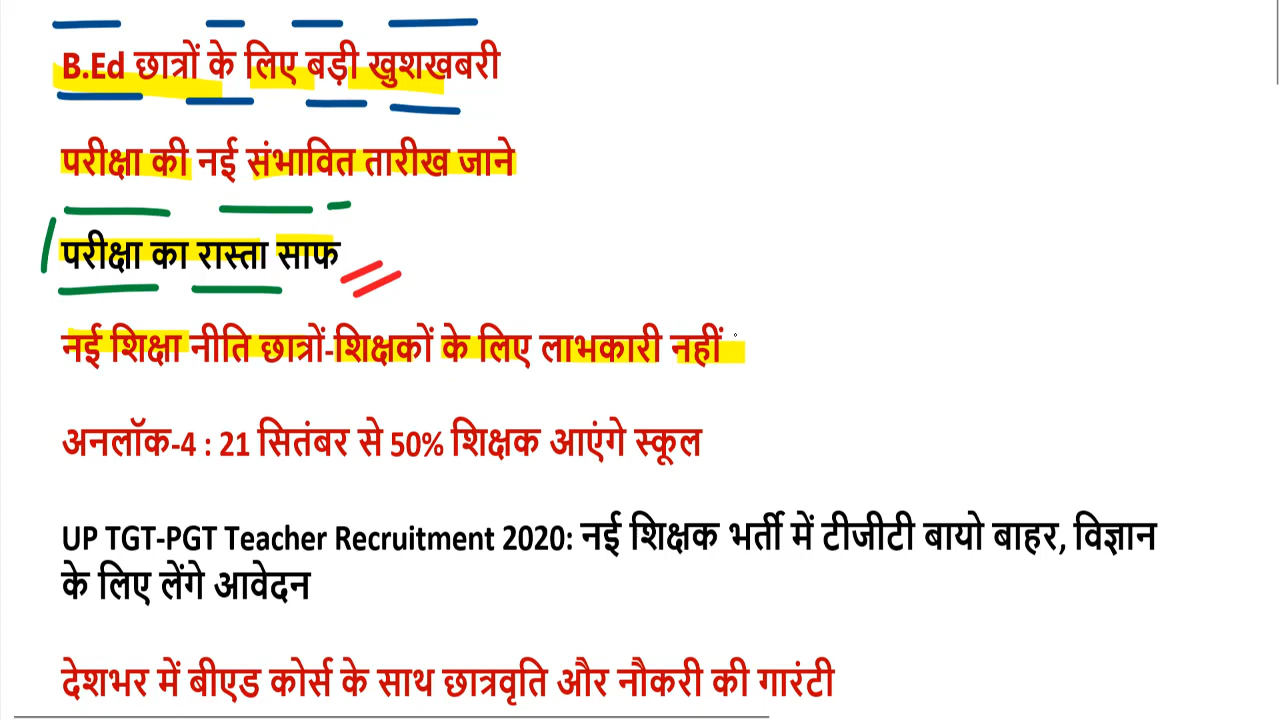 B.Ed छात्रों के लिए बड़ी खुशखबरी
परीक्षा की नई संभावित तारीख जाने
परीक्षा का रास्ता साफ
नई शिक्षा नीति छात्रों-शिक्षकों के लिए लाभकारी नहीं
अनलॉक-4 : 21 सितंबर से 50% शिक्षक आएंगे स्कूल
UP TGT-PGT Teacher Recruitment 2020: नई शिक्षक भर्ती में टीजीटी बायो बाहर, विज्ञान
के लिए लेंगे आवेदन
देशभर में बीएड कोर्स के साथ छात्रवृति और नौकरी की गारंटी